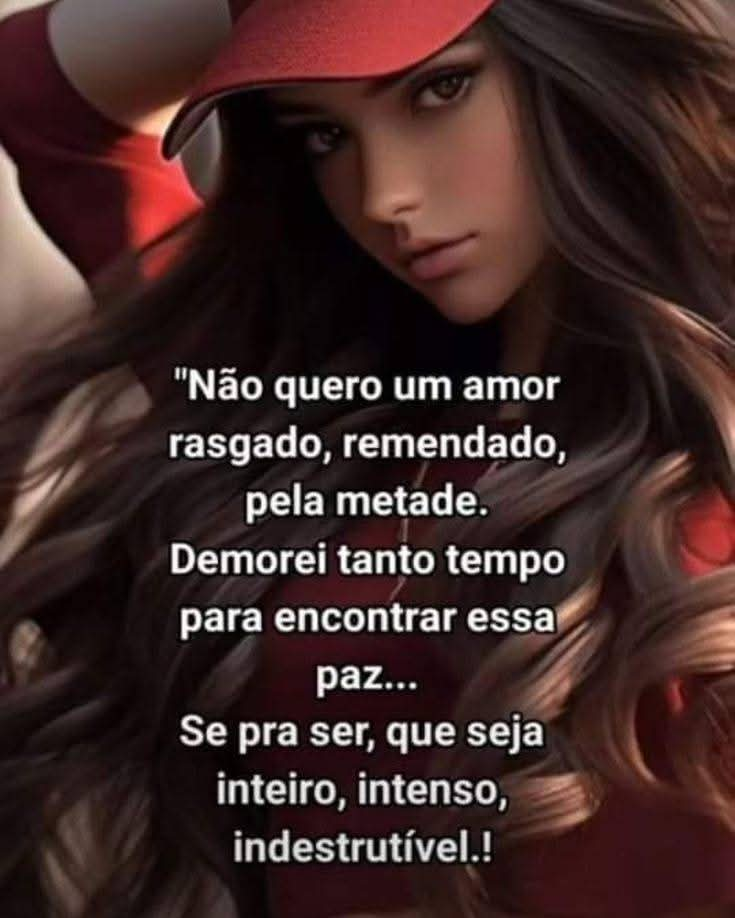 "Não quero um amor
rasgado, remendado,
pela metade.
Demorei tanto tempo
para encontrar essa
paz...
Se pra ser, que seja
inteiro, intenso,
indestrutível.!